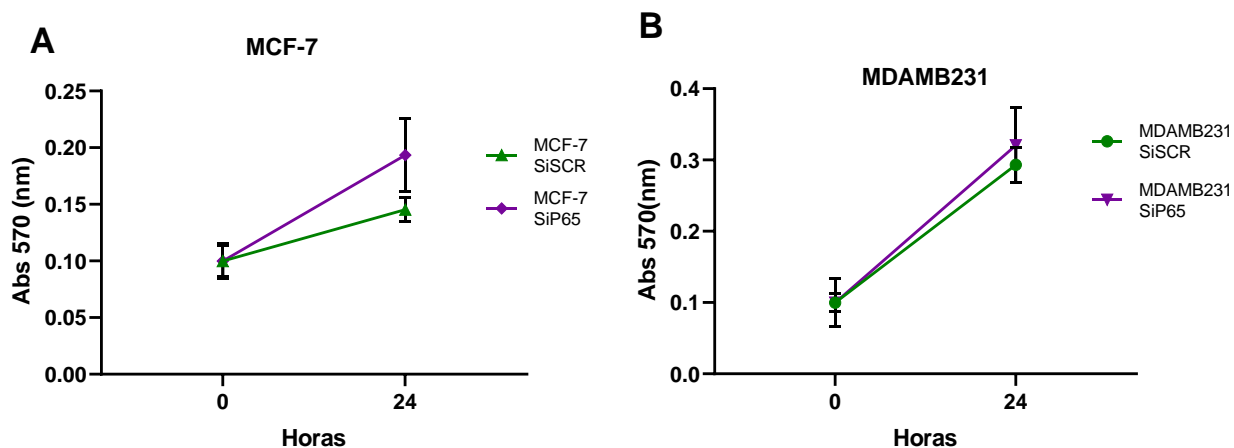 A
MCF-7
0.25
0.20
0.15
0.10
0.05
0.00
Abs 570 (nm)
0
24
Horas
MCF-7
SiSCR
MCF-7
SiP65
B
MDAMB231
0.4
0.3
0.2
0.1
0.0
Abs 570(nm)
0
24
Horas
MDAMB231
SiSCR
MDAMB231
SiP65